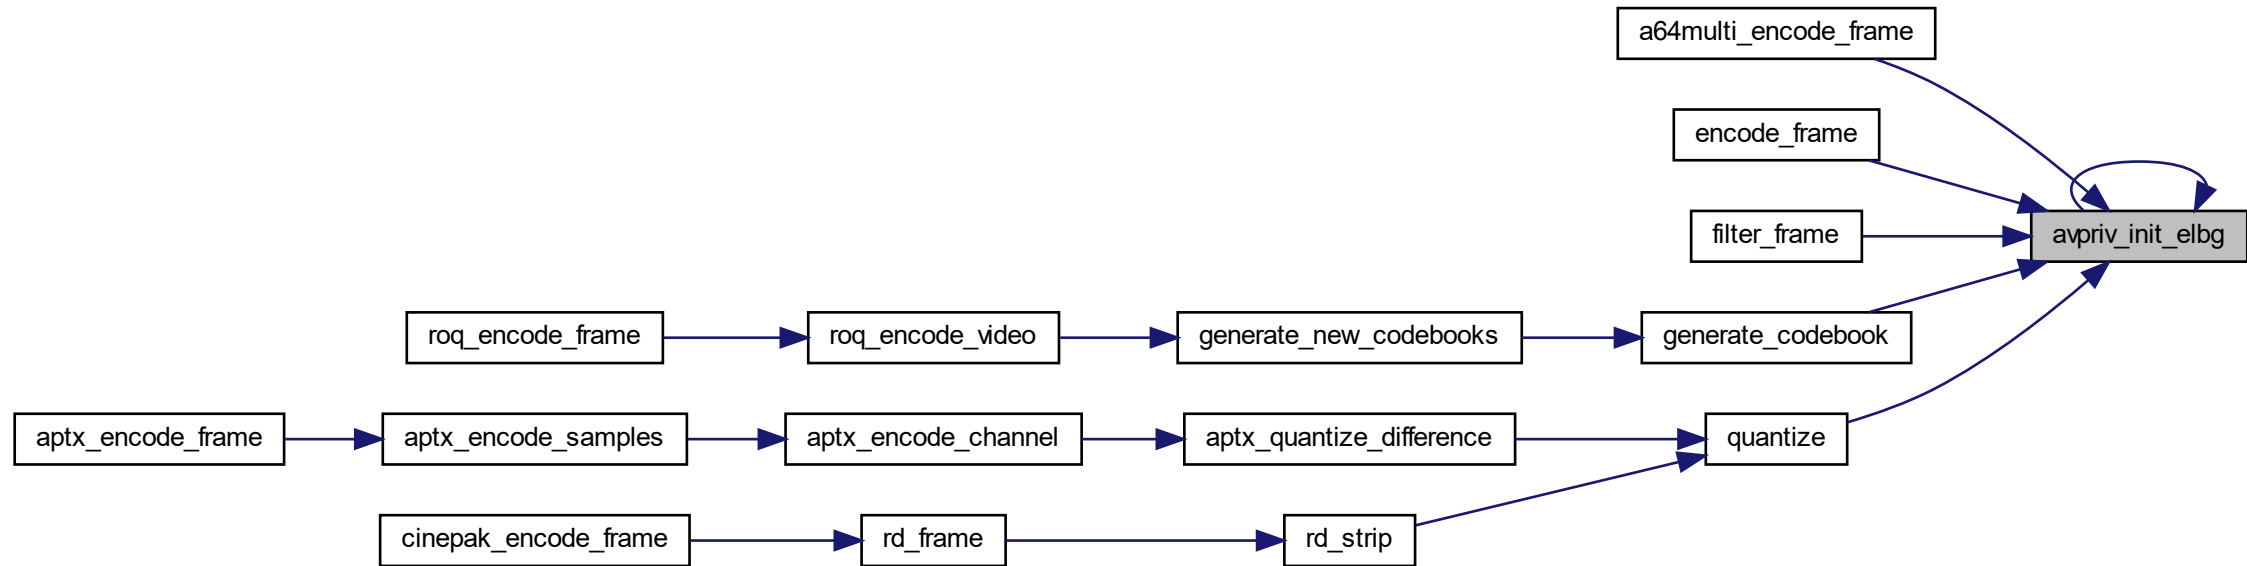 a64multi_encode_frame
encode_frame
filter_frame
avpriv_init_elbg
roq_encode_frame
roq_encode_video
generate_new_codebooks
generate_codebook
aptx_encode_frame
aptx_encode_samples
aptx_encode_channel
aptx_quantize_difference
quantize
cinepak_encode_frame
rd_frame
rd_strip